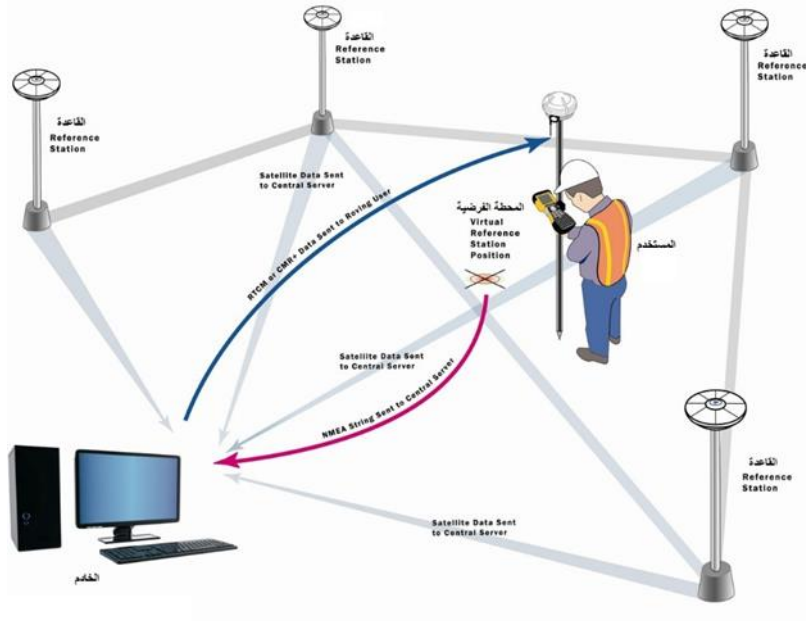 القاعدة
Reference
Station
القاعدة
Reference
Station
القاعدة
Reference
Station
Satellite Data Sent
to Central Server
RTCM or CMR+ Data Sent to Roving User
المحطة الفرضية
Virtual
Reference
Station
Position
المستخدم
Satellite Data Sent
to Central Server
NMEA String Sent to Central Server
القاعدة
Reference
Station
Satellite Data Sent
to Central Server
الخادم